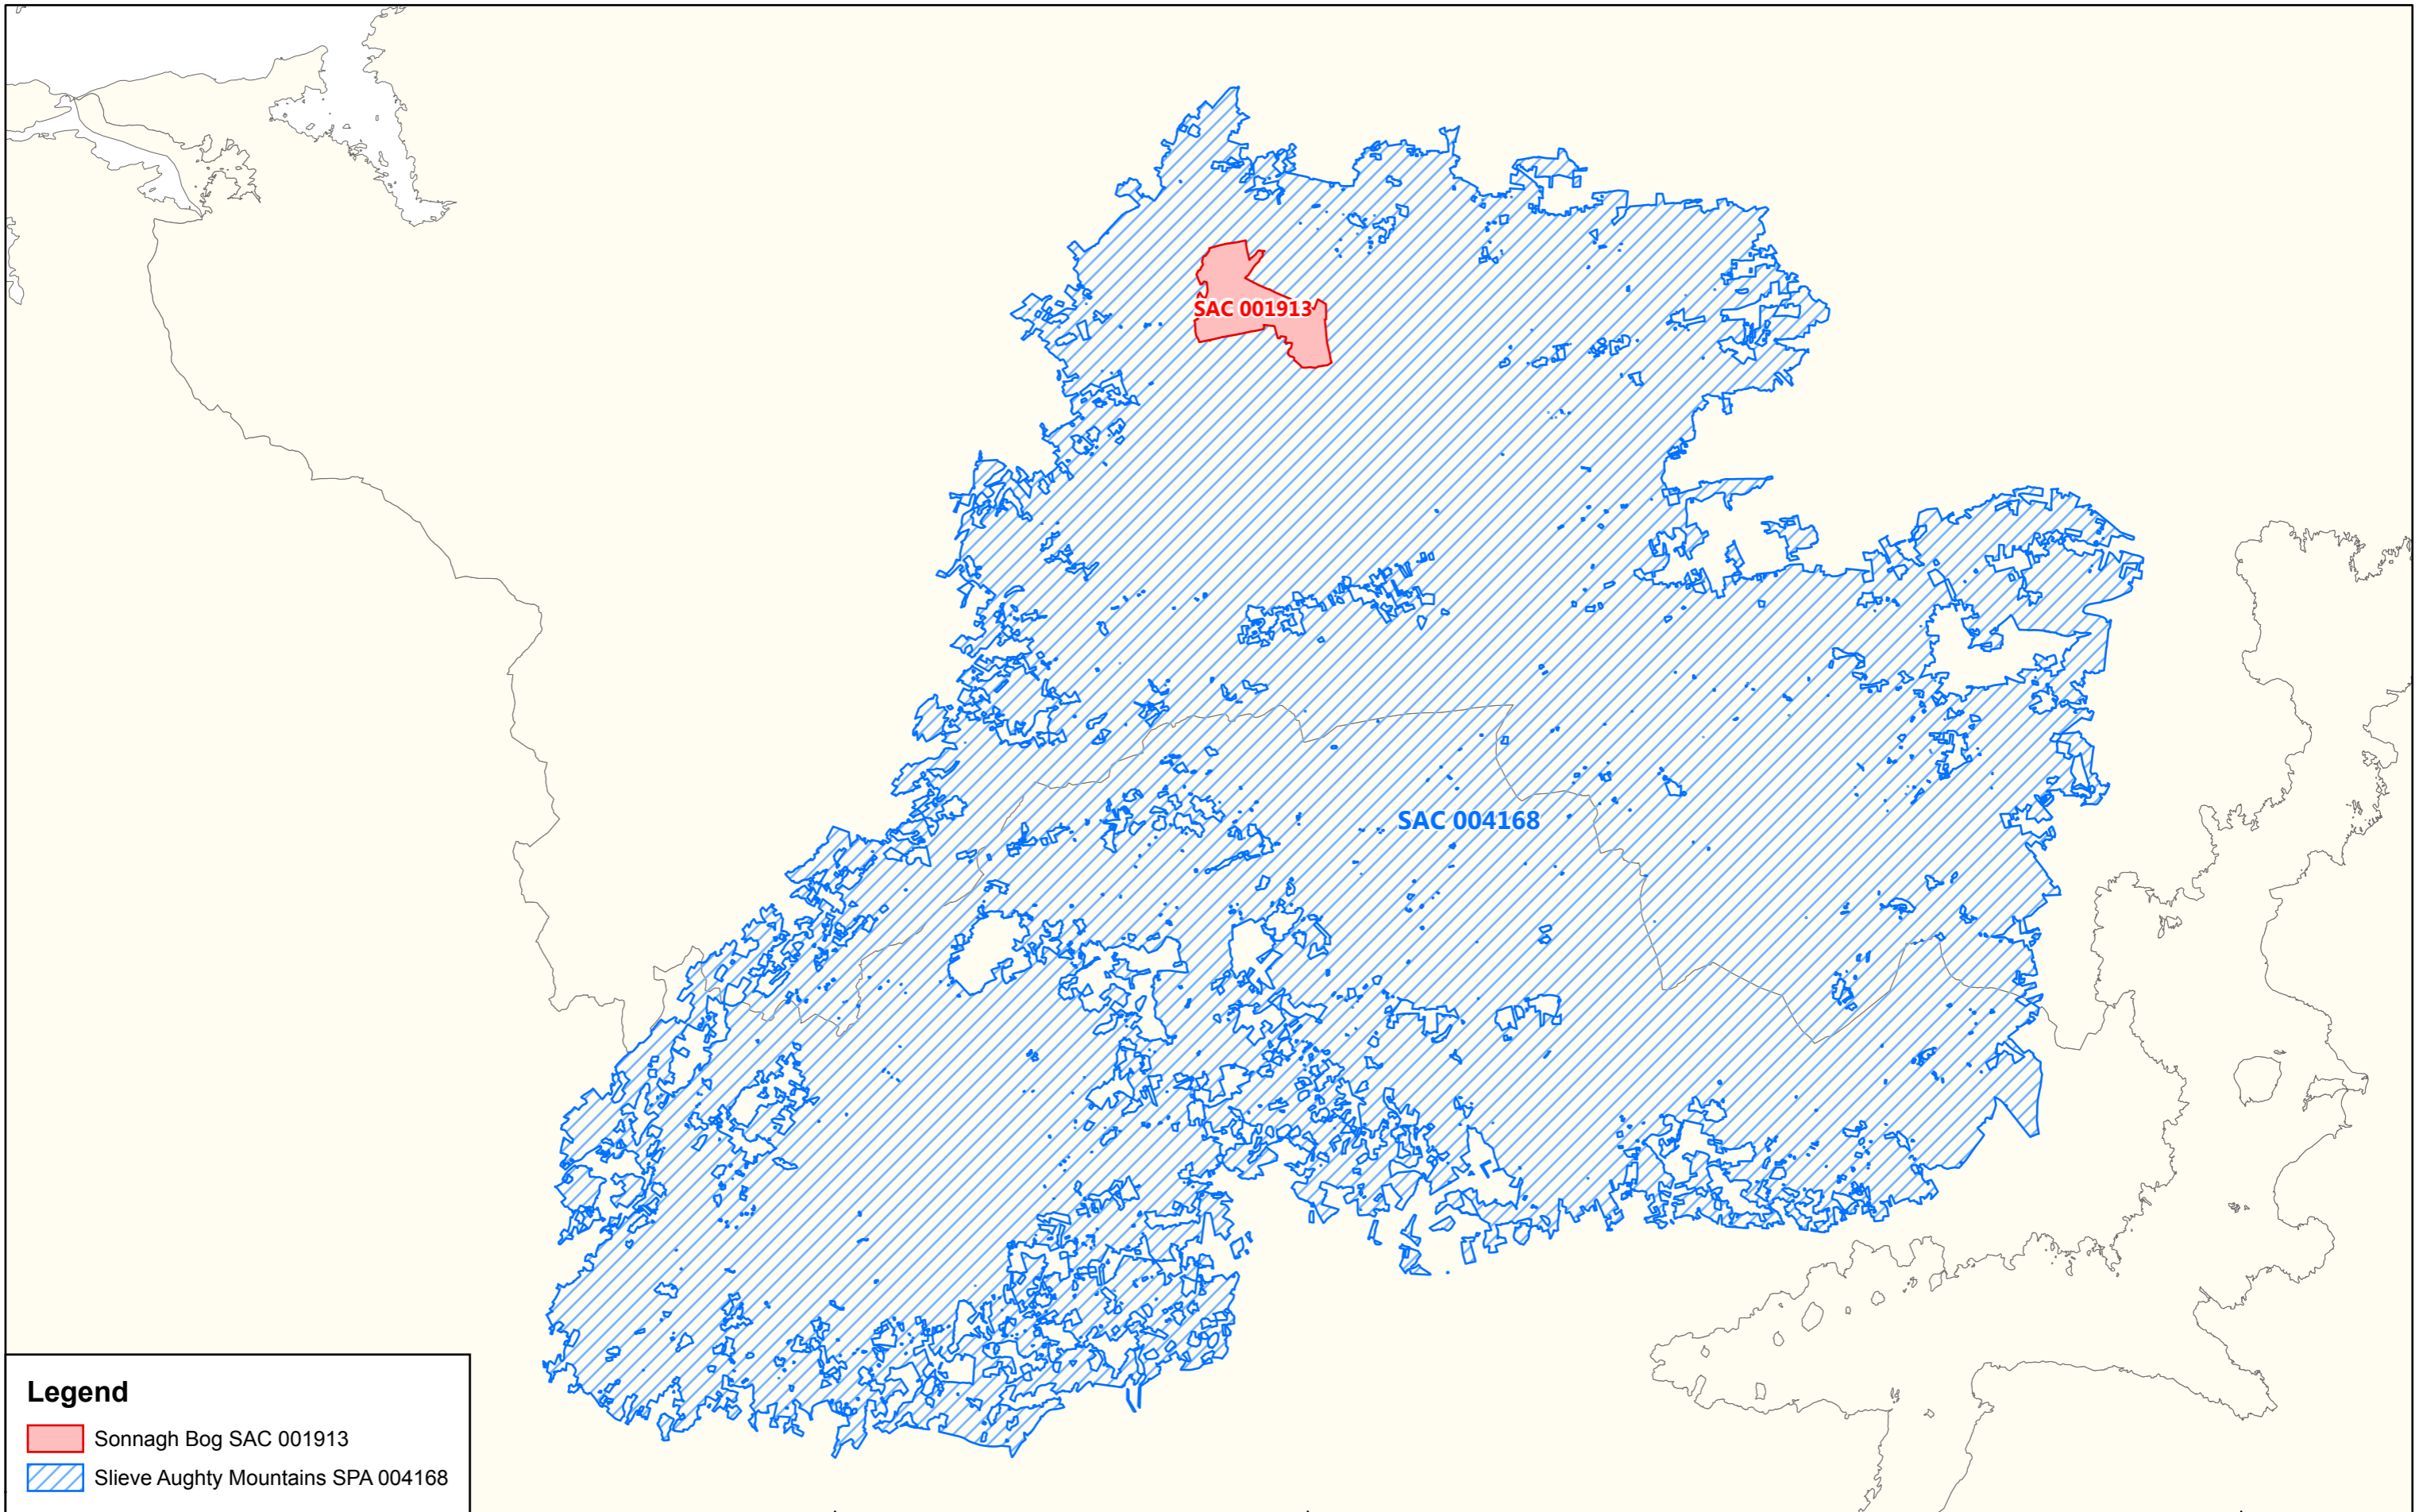 SAC 001913
SAC 004168
Legend
Sonnagh Bog SAC 001913
Slieve Aughty Mountains SPA 004168